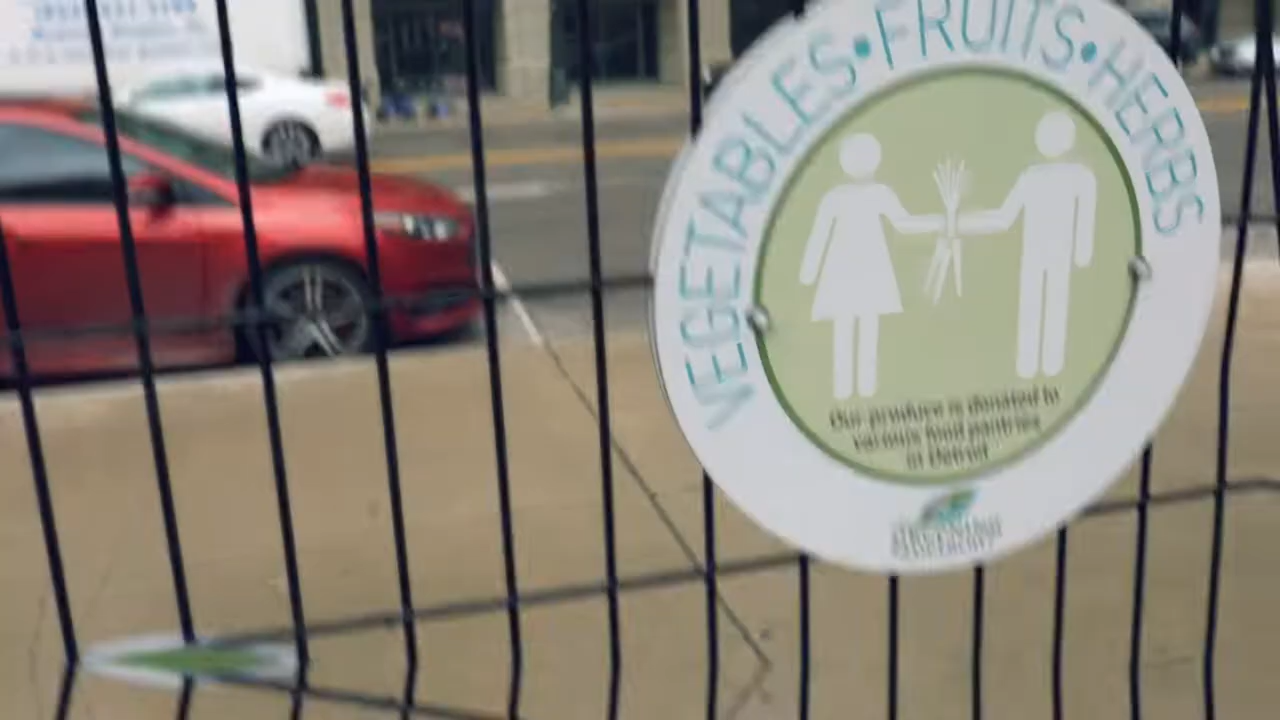 VEGETABLES•FRUITS•HERBS
Our produce is donated to
various food pantries
in Detroit